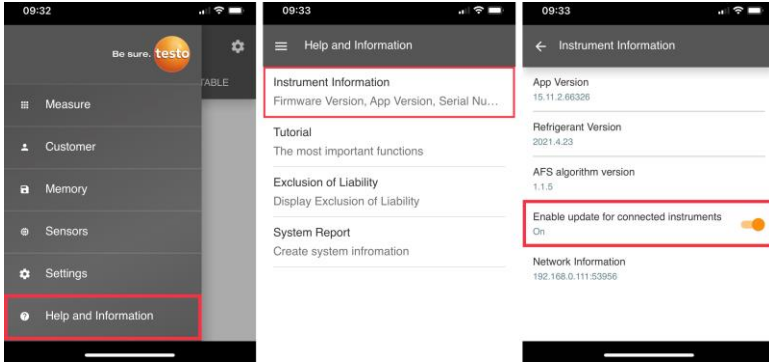 09:32
Be sure. testo
TABLE
Measure
Customer
Memory
Sensors
Settings
Help and Information
09:33
Help and Information
Instrument Information
Firmware Version, App Version, Serial Nu...
Tutorial
The most important functions
Exclusion of Liability
Display Exclusion of Liability
System Report
Create system infromation
09:33
Instrument Information
App Version
15.11.2.66326
Refrigerant Version
2021.4.23
AFS algorithm version
1.1.5
Enable update for connected instruments
On
Network Information
192.168.0.111:53956